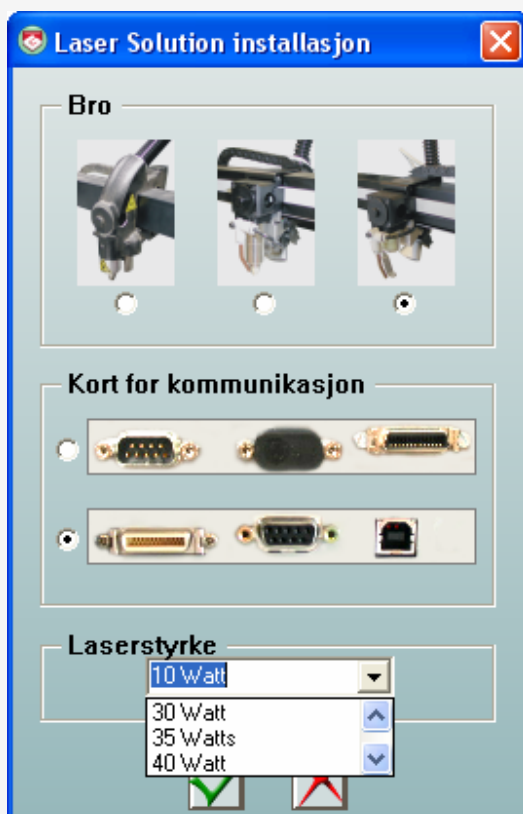 Laser Solution installasjon
Bro
Kort for kommunikasjon
Laserstyrke
10 Watt
30 Watt
35 Watts
40 Watt